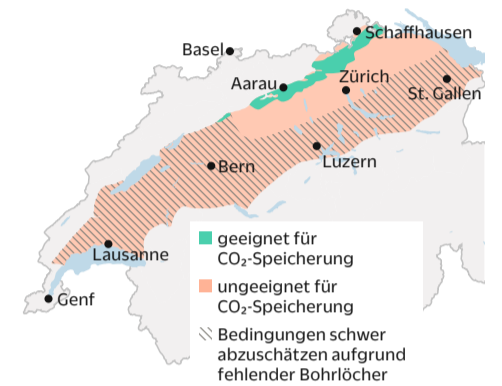 Schaffhausen
Basel
Aarau
Zürich
St. Gallen
Bern
Luzern
Lausanne
Genf
geeignet für
CO₂-Speicherung
ungeeignet für
CO₂-Speicherung
Bedingungen schwer
abzuschätzen aufgrund
fehlender Bohrlöcher